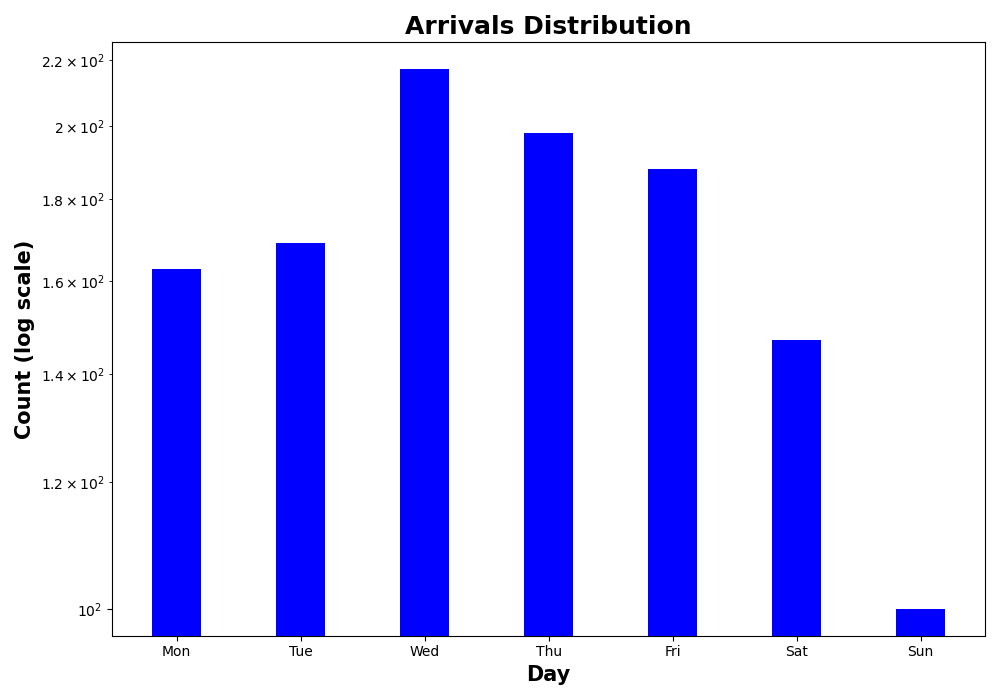 Arrivals Distribution
Count (log scale)
2.2 × 10²
2 × 10²
1.8 × 10²
1.6 × 10²
1.4 × 10²
1.2 × 10²
10²
Mon Tue Wed Thu Fri Sat Sun
Day